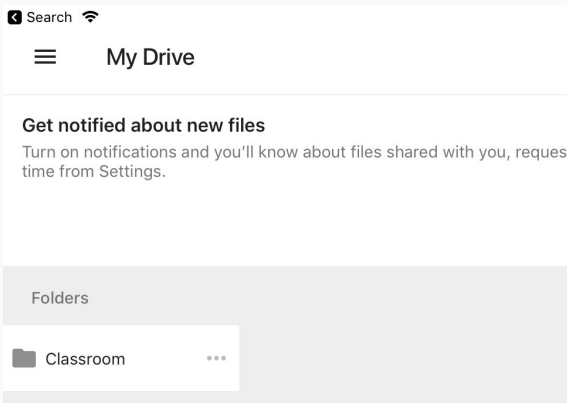 Search
My Drive
Get notified about new files
Turn on notifications and you'll know about files shared with you, reques
time from Settings.
Folders
Classroom